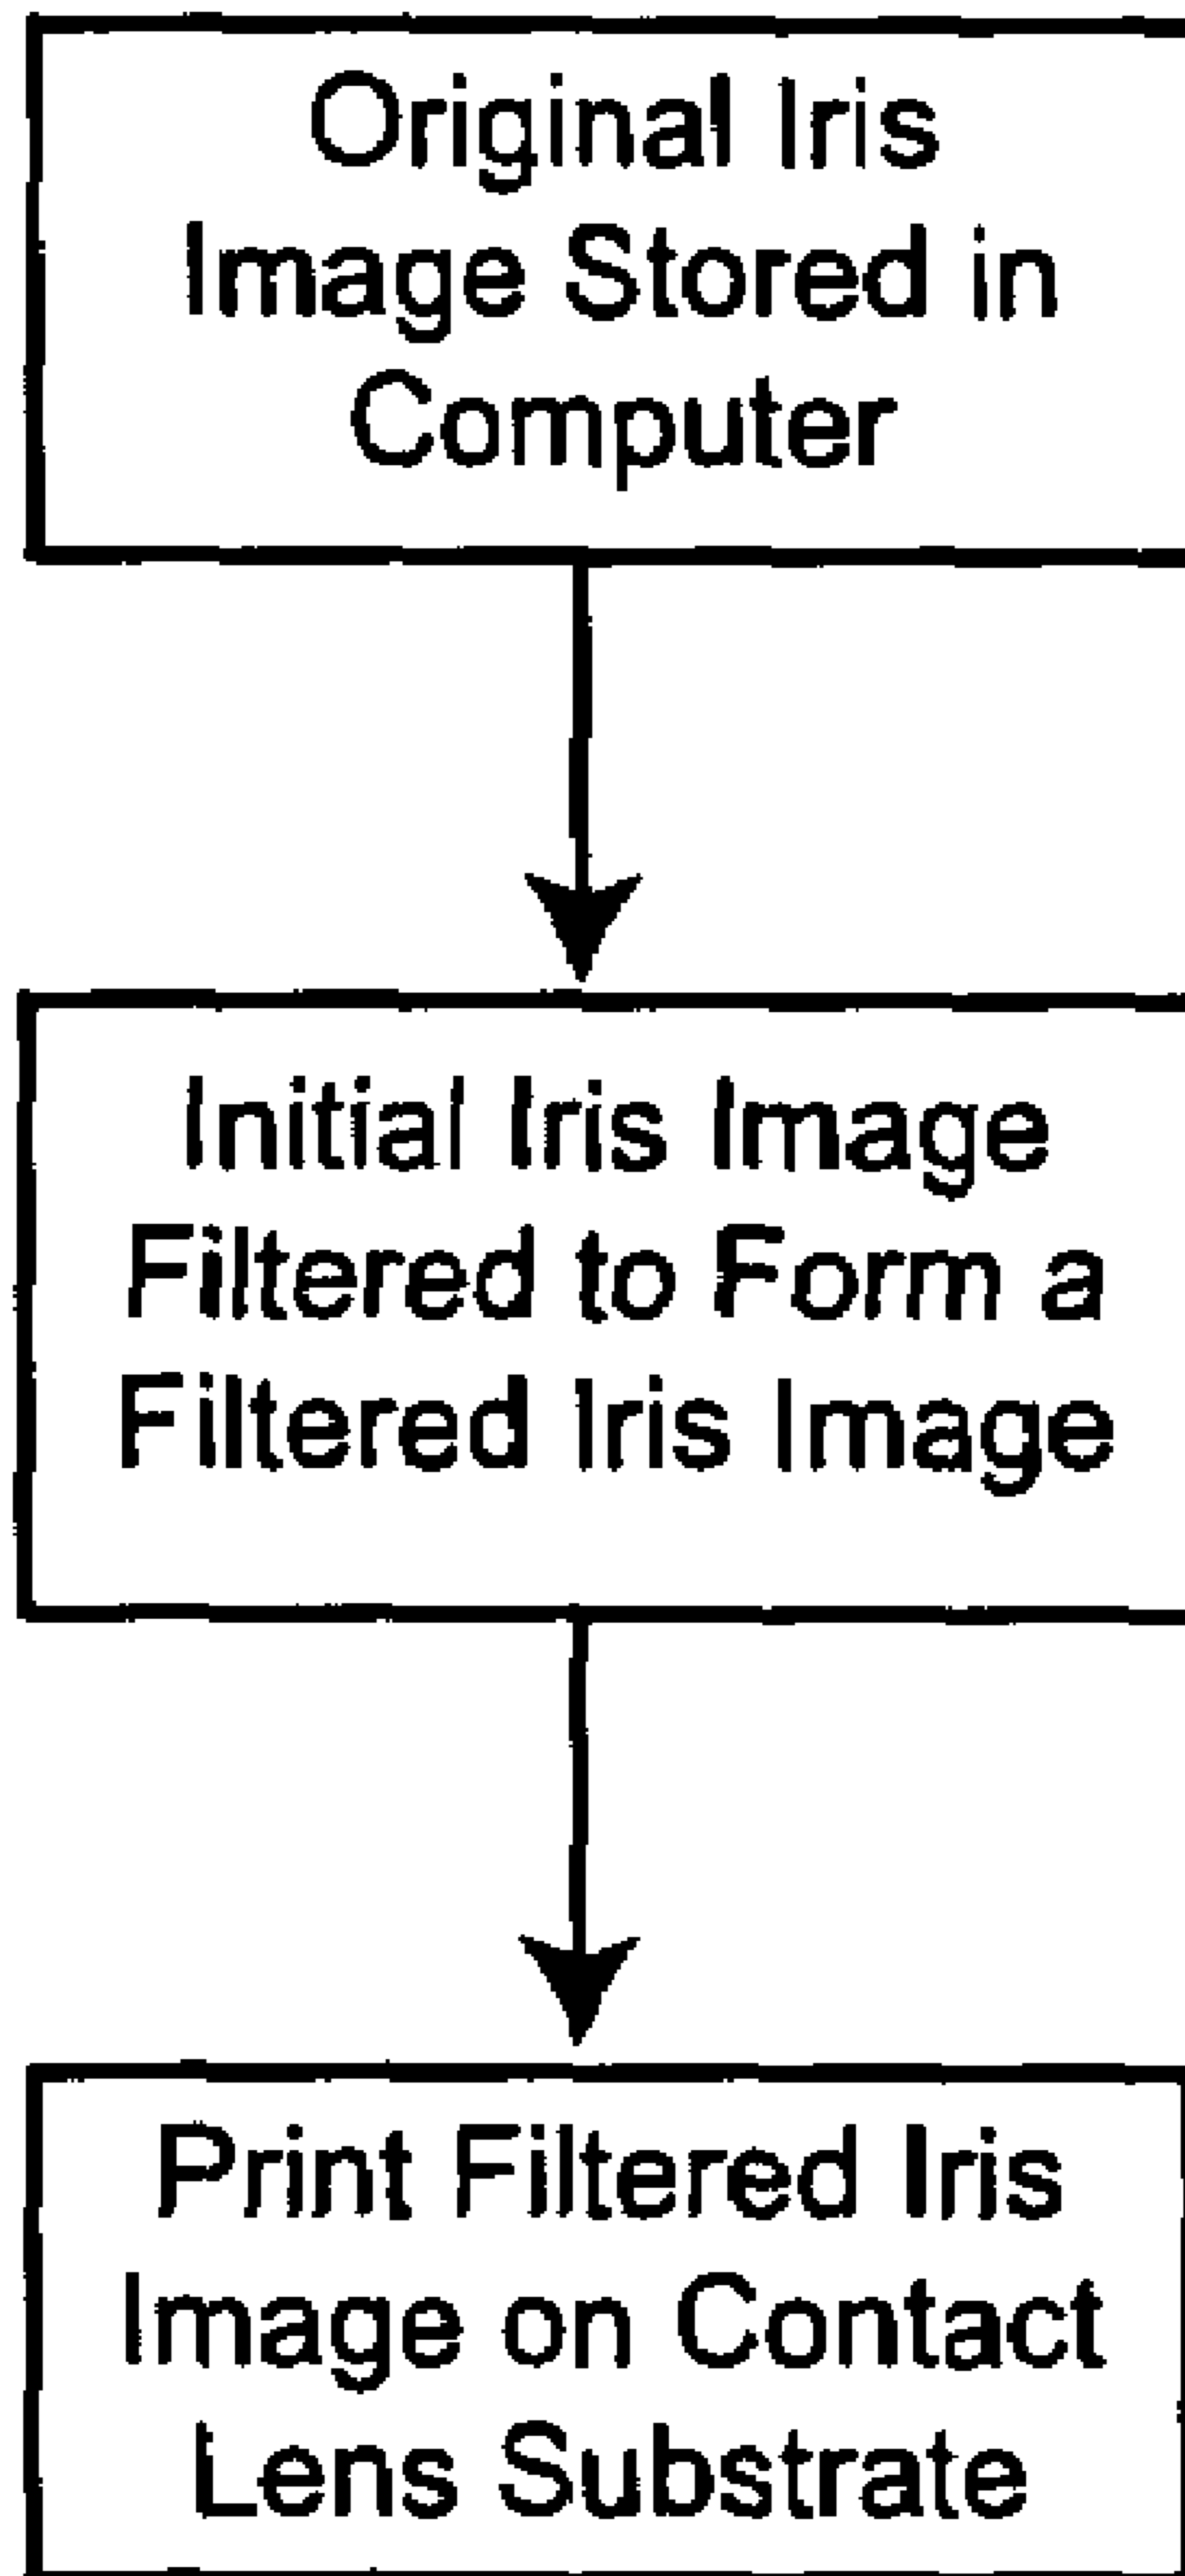 Original Iris
Image Stored in
Computer
Initial Iris Image
Filtered to Form a
Filtered Iris Image
Print Filtered Iris
Image on Contact
Lens Substrate